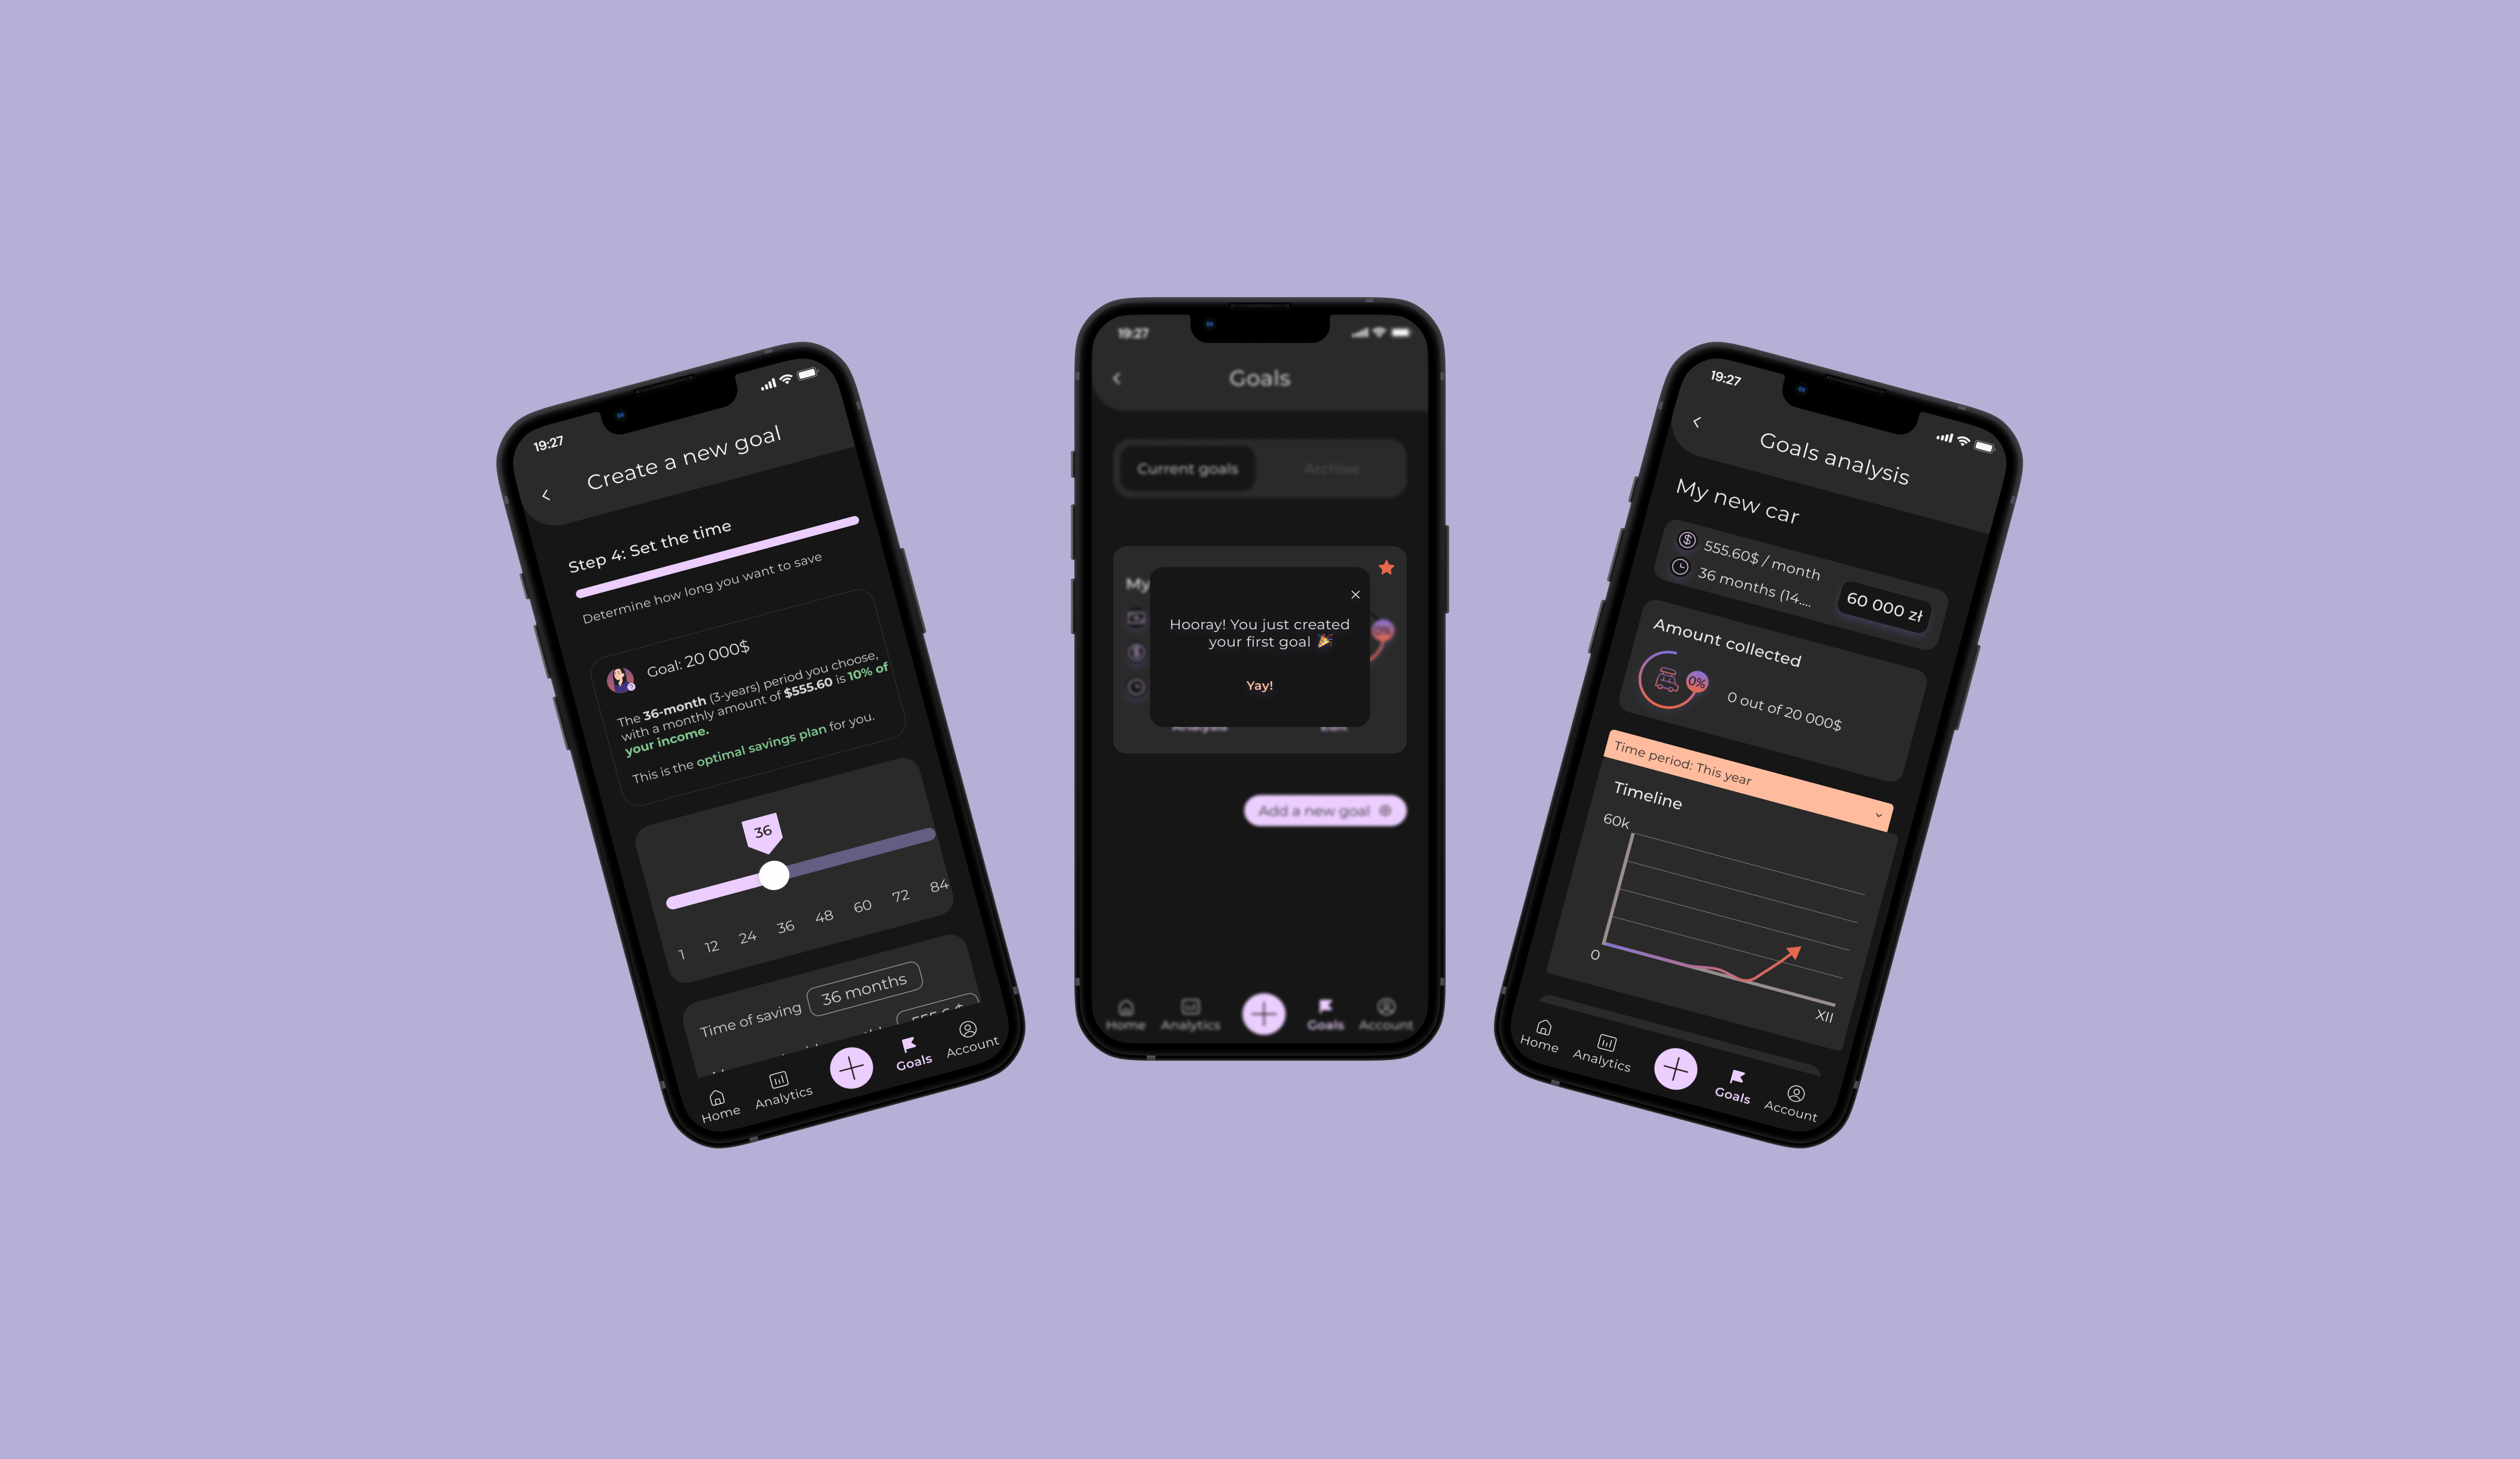 19:27
Create a new goal
Step 4: Set the time
Determine how long you want to save
Goal: 20 000$
The 36-month (3-years) period you choose,
with a monthly amount of $555.60 is 10% of
your income.
This is the optimal savings plan for you.
36
1 12 24 36 48 60 72 84
Time of saving 36 months
Home Analytics Goals Account
19:27
Goals
Current goals Archive
My
Hooray! You just created
your first goal 🎉
Yay!
Analysis Edit
Add a new goal
Home Analytics Goals Account
19:27
Goals analysis
My new car
555.60$ / month
36 months (14....
60 000 zł
Amount collected
0%
0 out of 20 000$
Time period: This year
Timeline
60k
0
XII
Home Analytics Goals Account